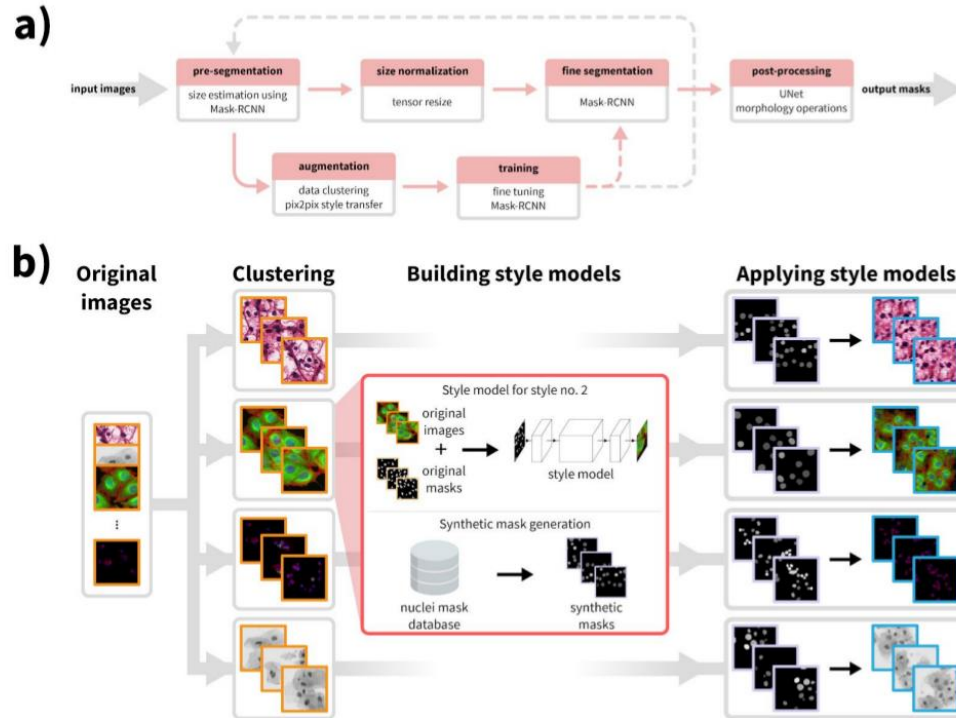 a)
input images
pre-segmentation
size estimation using
Mask-RCNN
size normalization
tensor resize
fine segmentation
Mask-RCNN
post-processing
UNet
morphology operations
output masks
augmentation
data clustering
pix2pix style transfer
training
fine tuning
Mask-RCNN
b)
Original
images
Clustering
Building style models
Applying style models
Style model for style no. 2
original
images
+
original
masks
style model
...
Synthetic mask generation
nuclei mask
database
synthetic
masks